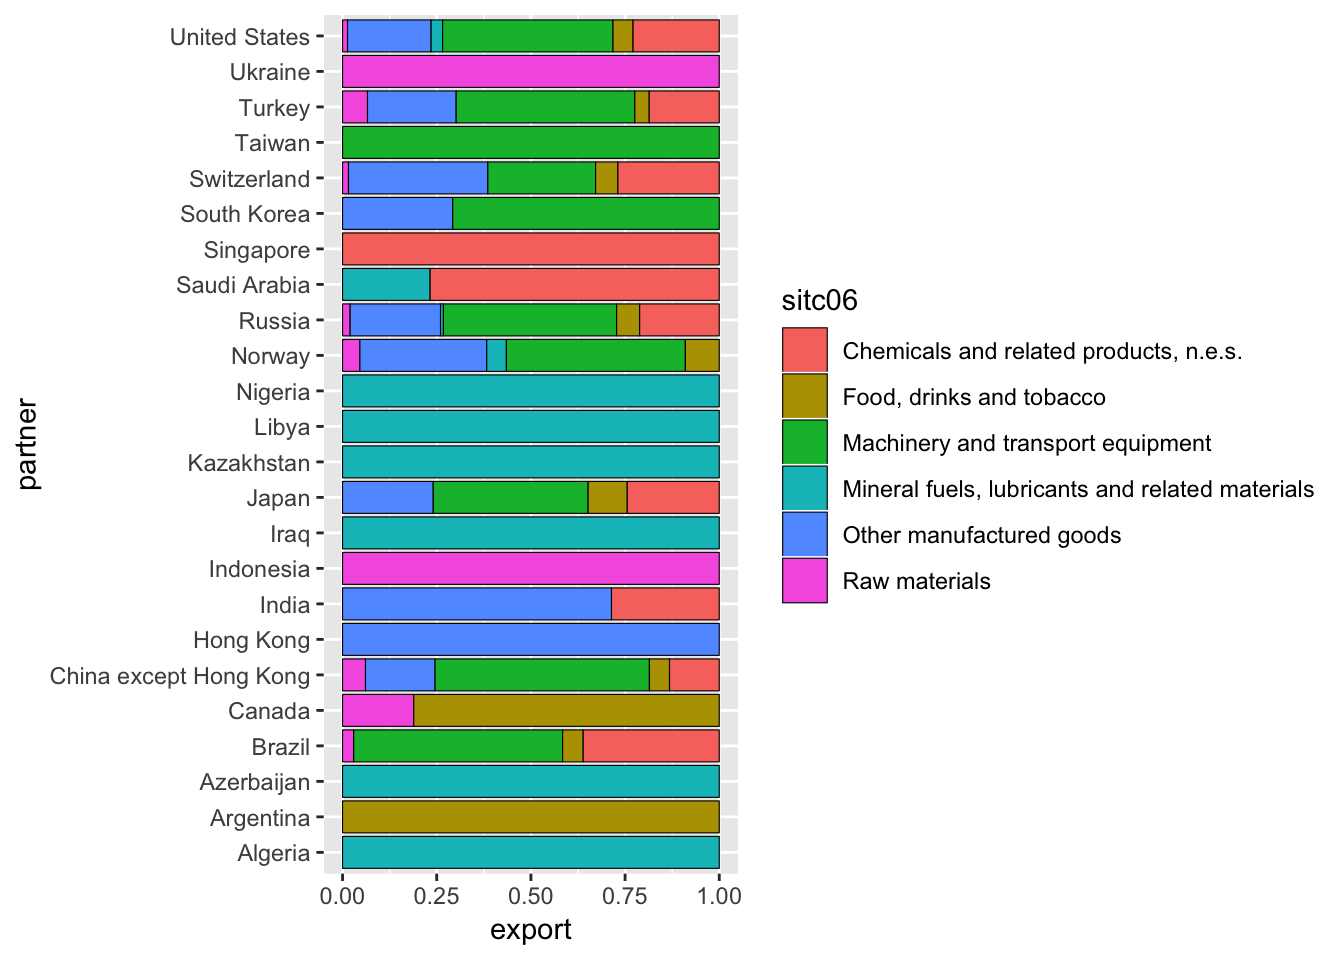 United States
Ukraine
Turkey
Taiwan
Switzerland
South Korea
Singapore
Saudi Arabia
Russia
Norway
Nigeria
Libya
Kazakhstan
Japan
Iraq
Indonesia
India
Hong Kong
China except Hong Kong
Canada
Brazil
Azerbaijan
Argentina
Algeria
partner
0.00 0.25 0.50 0.75 1.00
export
sitc06
Chemicals and related products, n.e.s.
Food, drinks and tobacco
Machinery and transport equipment
Mineral fuels, lubricants and related materials
Other manufactured goods
Raw materials